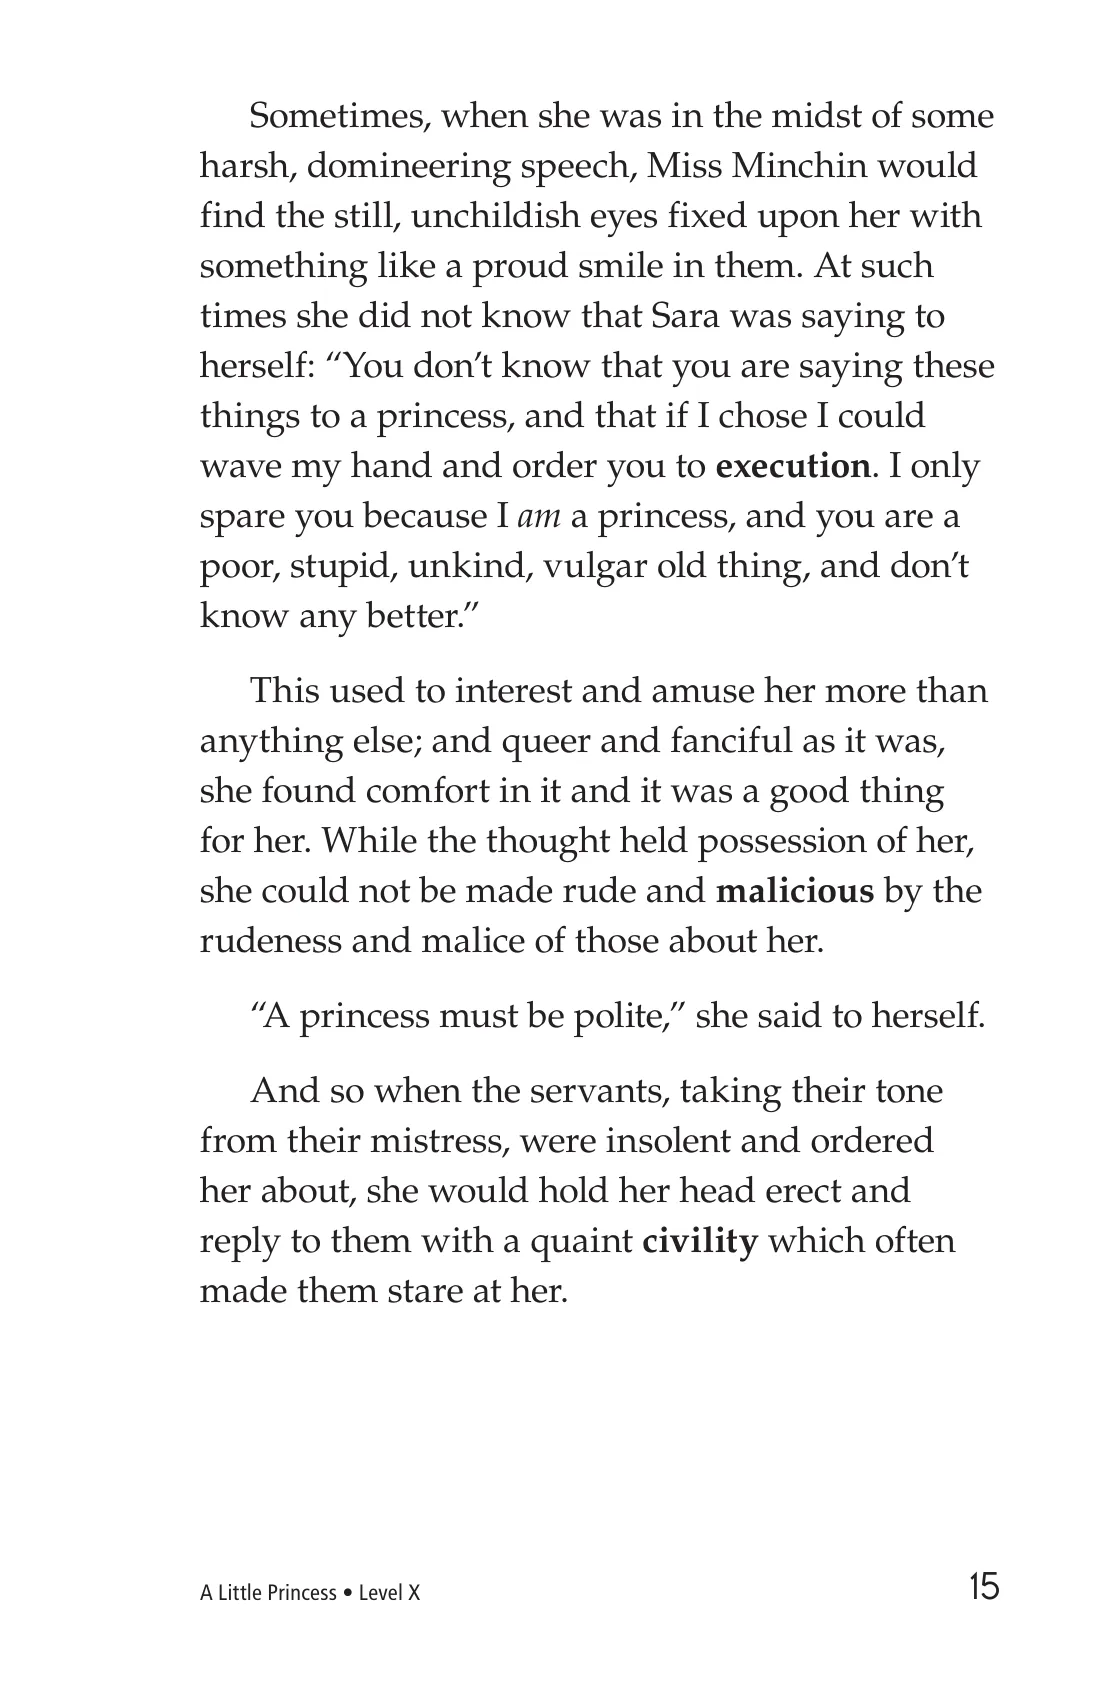 Sometimes, when she was in the midst of some
harsh, domineering speech, Miss Minchin would
find the still, unchildish eyes fixed upon her with
something like a proud smile in them. At such
times she did not know that Sara was saying to
herself: “You don’t know that you are saying these
things to a princess, and that if I chose I could
wave my hand and order you to execution. I only
spare you because I am a princess, and you are a
poor, stupid, unkind, vulgar old thing, and don’t
know any better.”
This used to interest and amuse her more than
anything else; and queer and fanciful as it was,
she found comfort in it and it was a good thing
for her. While the thought held possession of her,
she could not be made rude and malicious by the
rudeness and malice of those about her.
“A princess must be polite,” she said to herself.
And so when the servants, taking their tone
from their mistress, were insolent and ordered
her about, she would hold her head erect and
reply to them with a quaint civility which often
made them stare at her.
A Little Princess • Level X
15